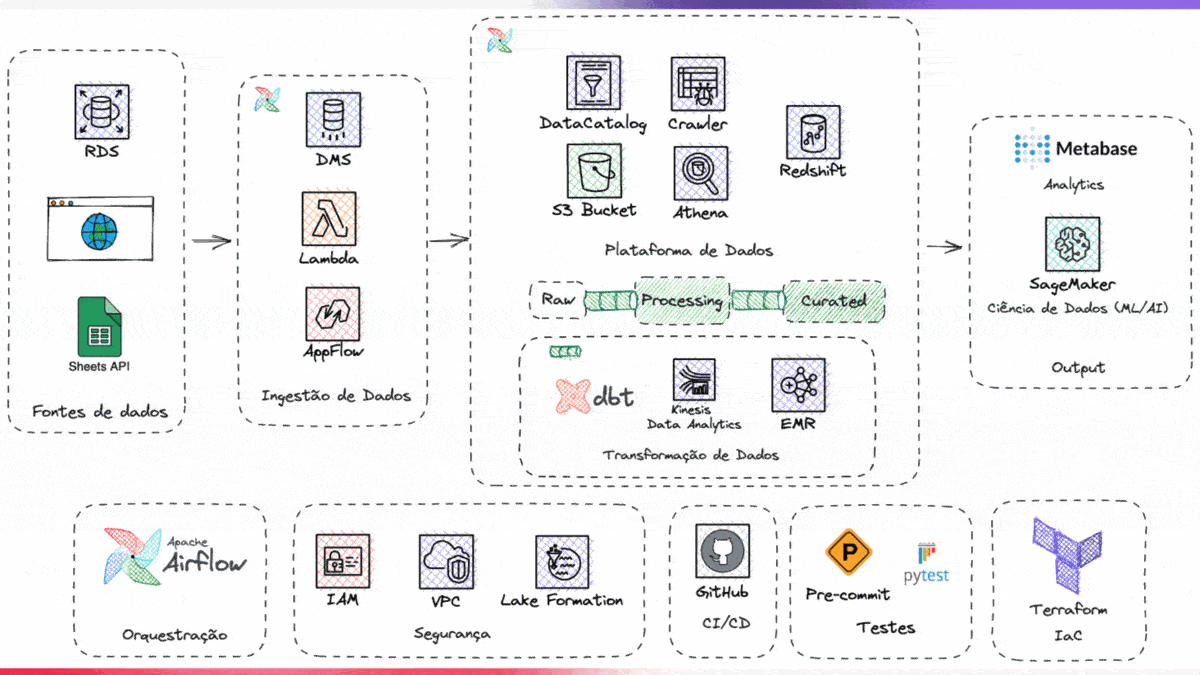 RDS
Sheets API
Fontes de dados
DMS
Lambda
AppFlow
Ingestão de Dados
DataCatalog
Crawler
S3 Bucket
Athena
Redshift
Plataforma de Dados
Raw
Processing
Curated
dbt
Kinesis
Data Analytics
EMR
Transformação de Dados
Metabase
Analytics
SageMaker
Ciência de Dados (ML/AI)
Output
Apache
Airflow
Orquestração
IAM
VPC
Lake Formation
Segurança
GitHub
CI/CD
P
Pre-commit
pytest
Testes
Terraform
IaC